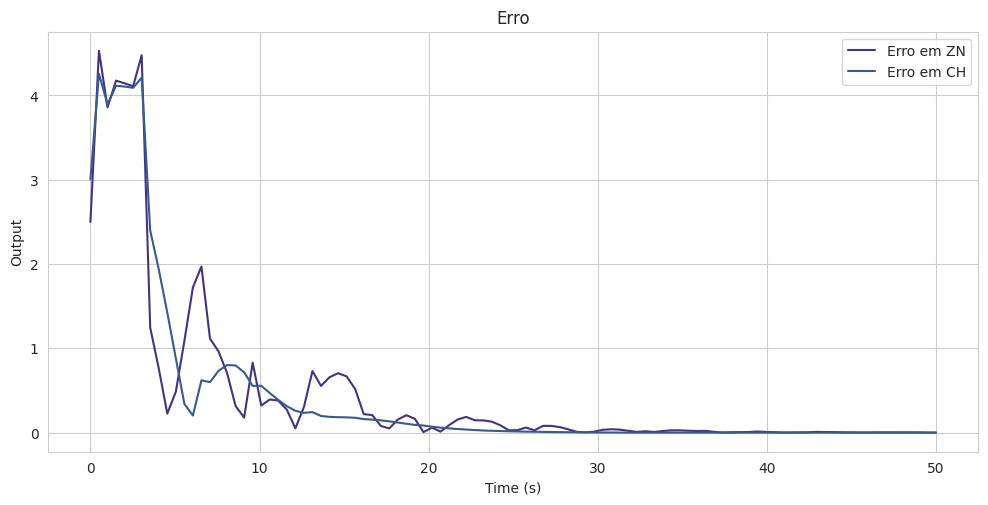 Erro
Erro em ZN
Erro em CH
Output
4
3
2
1
0
0 10 20 30 40 50
Time (s)